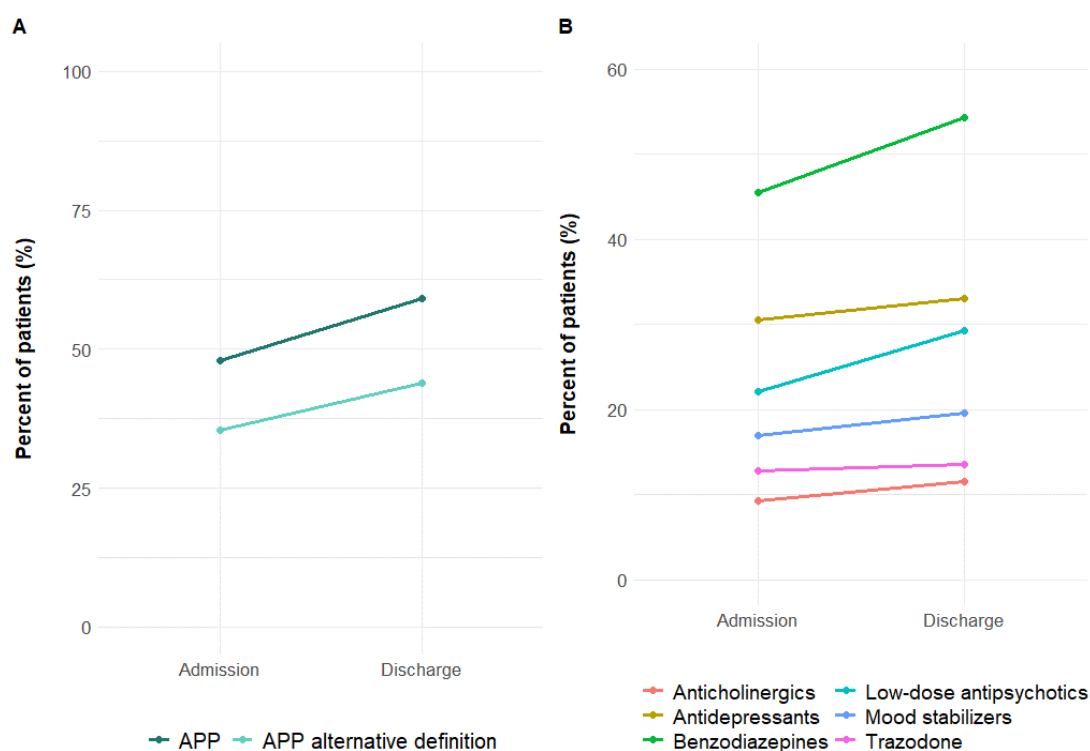 A
Percent of patients (%)
100
75
50
25
0
Admission Discharge
APP APP alternative definition
B
Percent of patients (%)
60
40
20
0
Admission Discharge
Anticholinergics Low-dose antipsychotics
Antidepressants Mood stabilizers
Benzodiazepines Trazodone